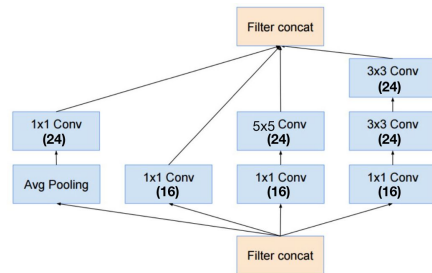 Filter concat
3x3 Conv
(24)
1x1 Conv
(24)
5x5 Conv
(24)
3x3 Conv
(24)
Avg Pooling
1x1 Conv
(16)
1x1 Conv
(16)
1x1 Conv
(16)
Filter concat